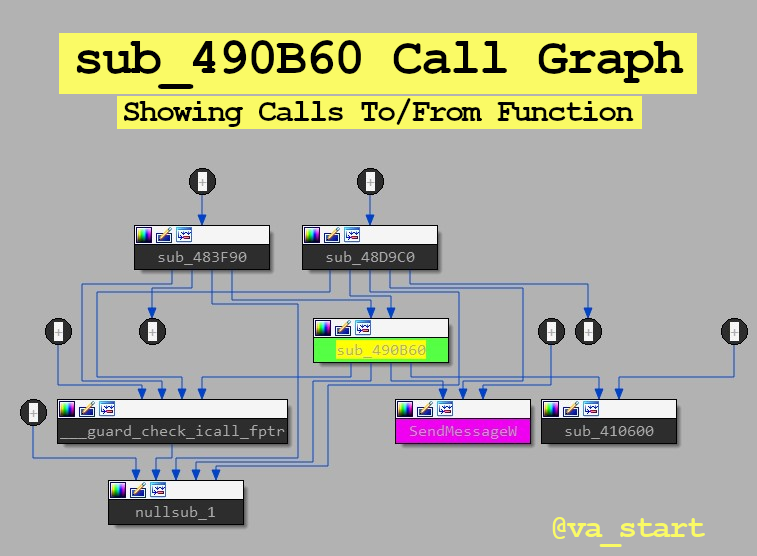 sub_490B60 Call Graph
Showing Calls To/From Function
sub_483F90
sub_48D9C0
sub_490B60
___guard_check_icall_fptr
SendMessageW
sub_410600
nullsub_1
@va_start